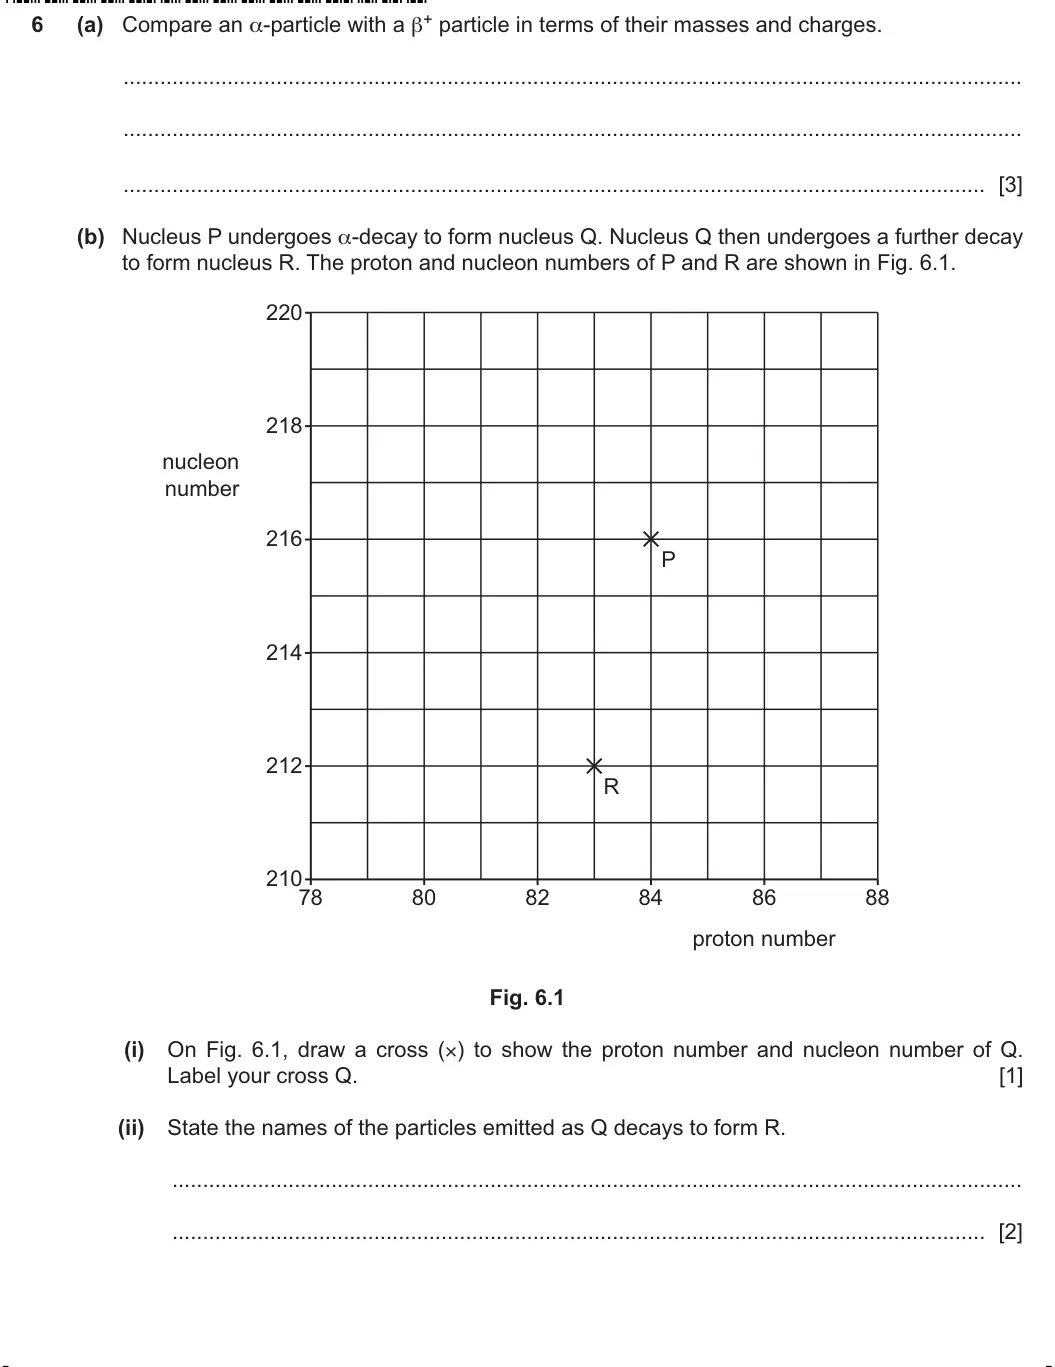 6 (a) Compare an α-particle with a β⁺ particle in terms of their masses and charges.
[3]
(b) Nucleus P undergoes α-decay to form nucleus Q. Nucleus Q then undergoes a further decay
to form nucleus R. The proton and nucleon numbers of P and R are shown in Fig. 6.1.
220
218
nucleon
number
216
P
214
212
R
210
78 80 82 84 86 88
proton number
Fig. 6.1
(i) On Fig. 6.1, draw a cross (×) to show the proton number and nucleon number of Q.
Label your cross Q. [1]
(ii) State the names of the particles emitted as Q decays to form R.
[2]